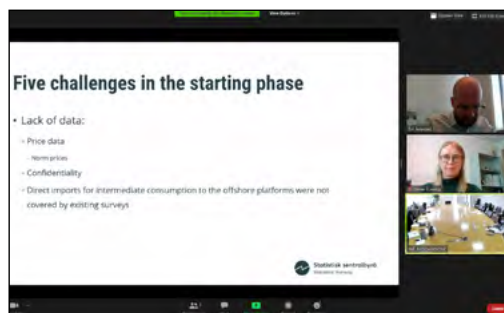 Five challenges in the starting phase
• Lack of data:
- Price data
- Norm prices
- Confidentiality
- Direct imports for intermediate consumption to the offshore platforms were not
covered by existing surveys
Statistisk sentralbyrå
Statistics Norway